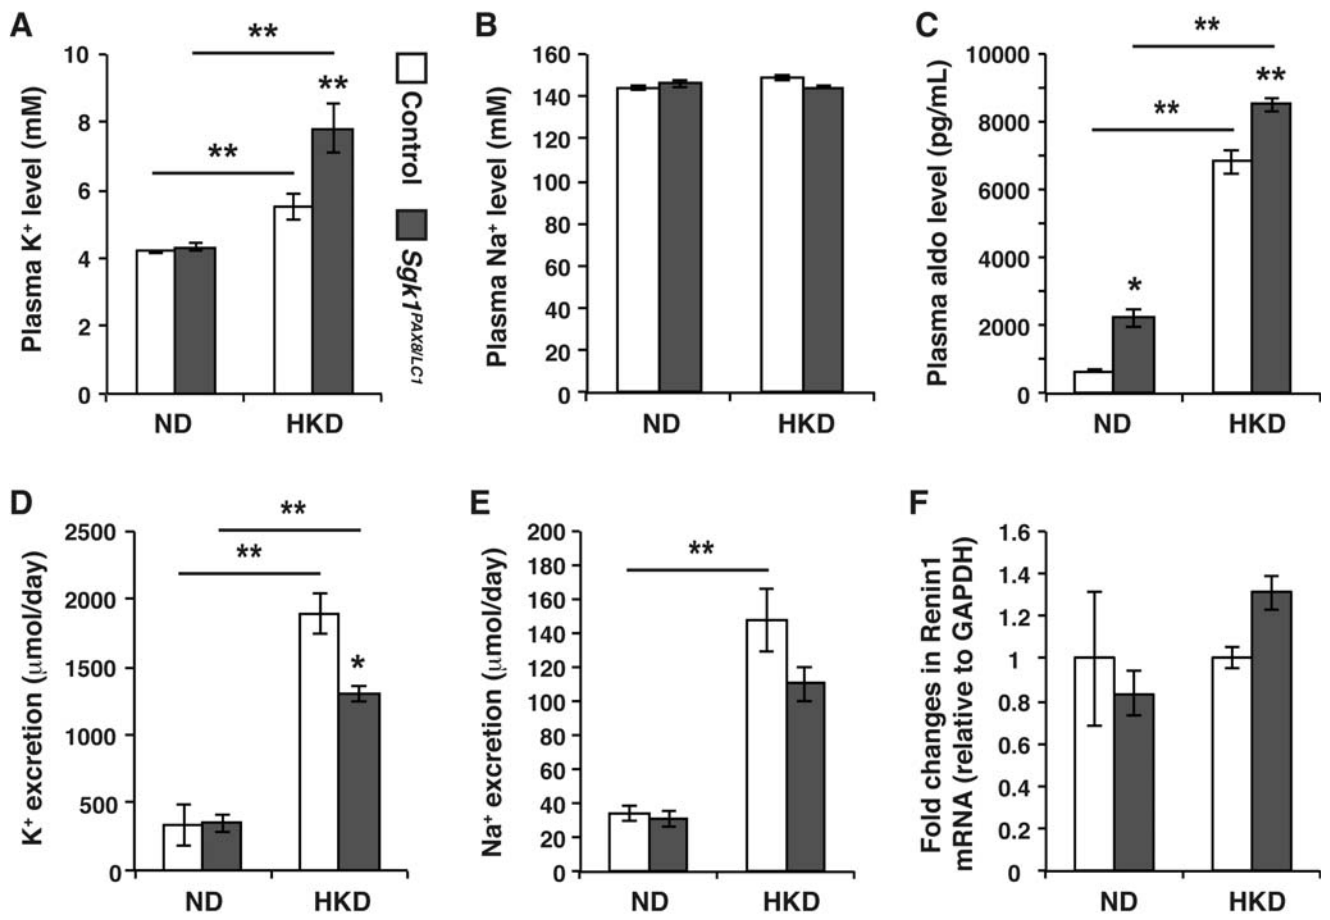 A
Plasma K⁺ level (mM)
10
8
6
4
2
0
**
**
**
ND
HKD
Control
Sgk1^PAX8/LC1
B
Plasma Na⁺ level (mM)
160
140
120
100
80
60
40
20
0
ND
HKD
C
Plasma aldo level (pg/mL)
10000
8000
6000
4000
2000
0
**
**
**
*
ND
HKD
D
K⁺ excretion (μmol/day)
2500
2000
1500
1000
500
0
**
**
*
ND
HKD
E
Na⁺ excretion (μmol/day)
200
180
160
140
120
100
80
60
40
20
0
**
ND
HKD
F
Fold changes in Renin1
mRNA (relative to GAPDH)
1.6
1.4
1.2
1
0.8
0.6
0.4
0.2
0
ND
HKD